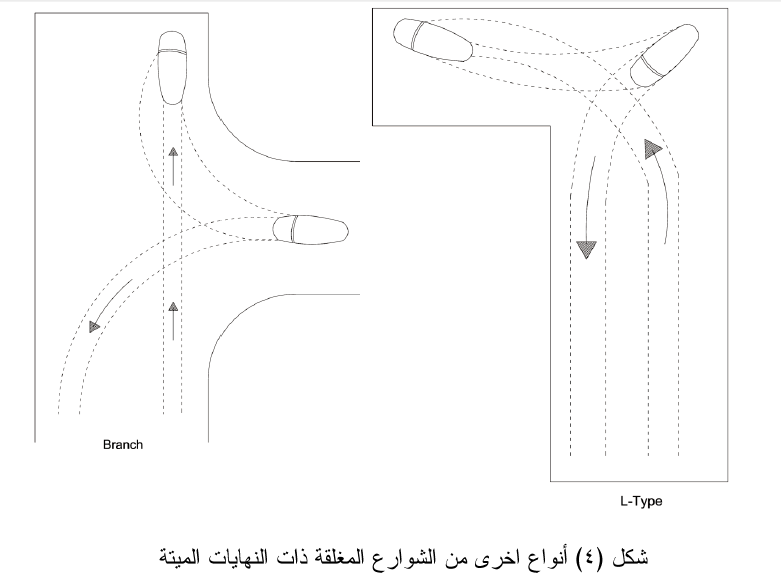 Branch
L-Type
شكل (٤) أنواع اخرى من الشوارع المغلقة ذات النهايات الميتة